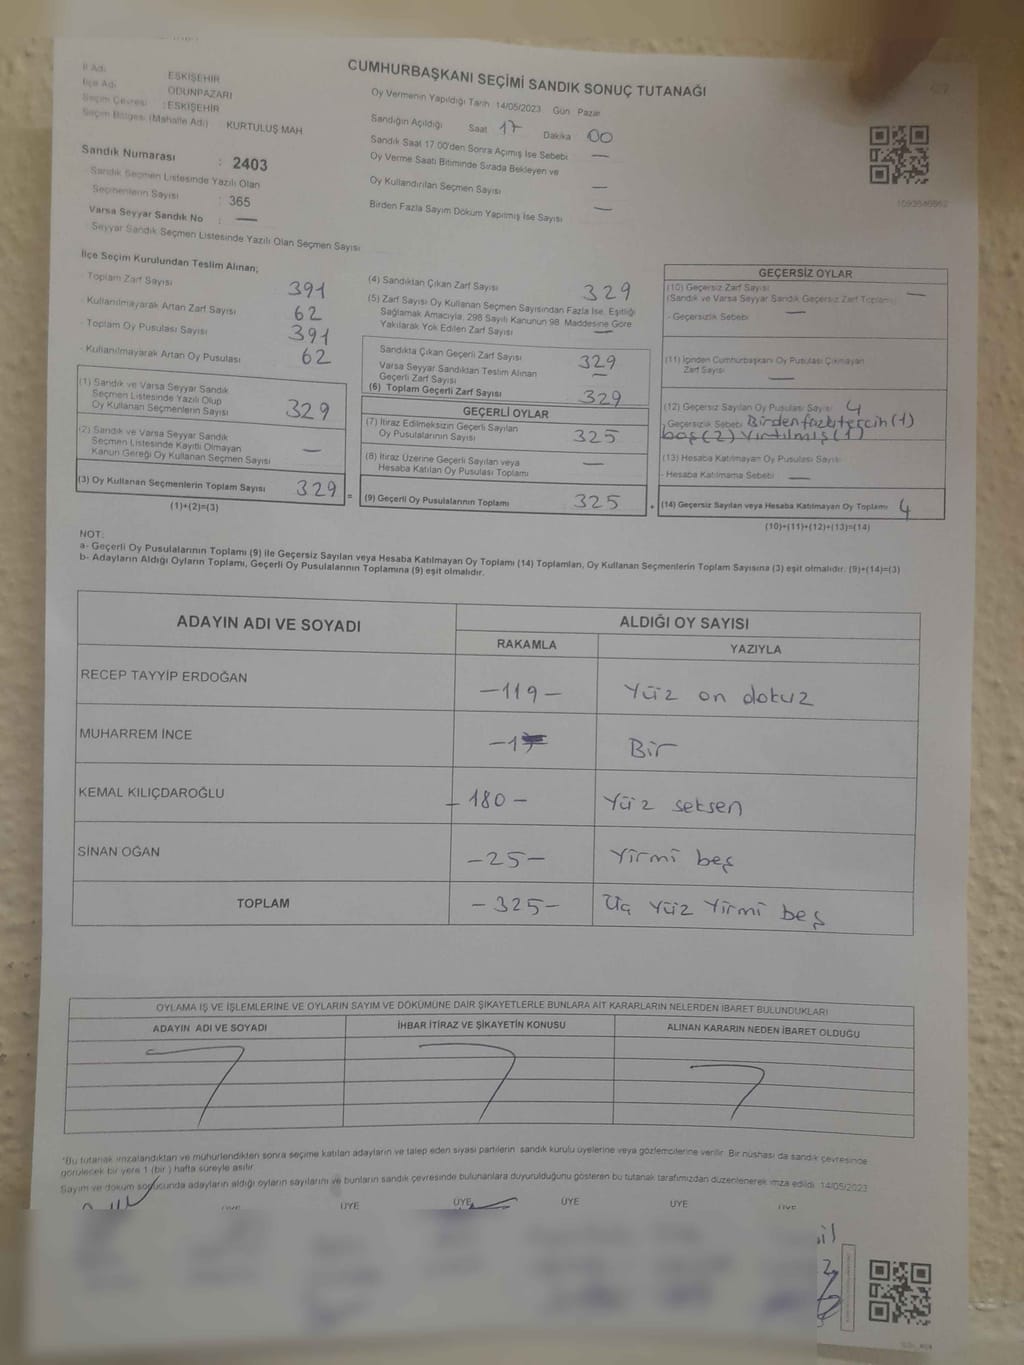 CUMHURBAŞKANI SEÇİMİ SANDIK SONUÇ TUTANAĞI
İl Adı ESKİŞEHİR
İlçe Adı ODUNPAZARI
Seçim Çevresi : ESKİŞEHİR
Seçim Bölgesi (Mahalle Adı) KURTULUŞ MAH
Sandık Numarası : 2403
Sandık Seçmen Listesinde Yazılı Olan
Seçmenlerin Sayısı : 365
Varsa Seyyar Sandık No : —
Seyyar Sandık Seçmen Listesinde Yazılı Olan Seçmen Sayısı
Oy Vermenin Yapıldığı Tarih :14/05/2023 Gün Pazar
Sandığın Açıldığı Saat 17 Dakika 00
Sandık Saat 17.00'den Sonra Açılmış İse Sebebi —
Oy Verme Saati Bitiminde Sırada Bekleyen ve
Oy Kullandırılan Seçmen Sayısı —
Birden Fazla Sayım Döküm Yapılmış İse Sayısı —
1093649862
İlçe Seçim Kurulundan Teslim Alınan;
- Toplam Zarf Sayısı 391
- Kullanılmayarak Artan Zarf Sayısı 62
- Toplam Oy Pusulası Sayısı 391
- Kullanılmayarak Artan Oy Pusulası 62
(1) Sandık ve Varsa Seyyar Sandık
Seçmen Listesinde Yazılı Olup
Oy Kullanan Seçmenlerin Sayısı 329
(2) Sandık ve Varsa Seyyar Sandık
Seçmen Listesinde Kayıtlı Olmayan
Kanun Gereği Oy Kullanan Seçmen Sayısı —
(3) Oy Kullanan Seçmenlerin Toplam Sayısı 329 =
(1)+(2)=(3)
(4) Sandıktan Çıkan Zarf Sayısı 329
(5) Zarf Sayısı Oy Kullanan Seçmen Sayısından Fazla İse, Eşitliği
Sağlamak Amacıyla, 298 Sayılı Kanunun 98. Maddesine Göre
Yakılarak Yok Edilen Zarf Sayısı —
Sandıkta Çıkan Geçerli Zarf Sayısı 329
Varsa Seyyar Sandıktan Teslim Alınan
Geçerli Zarf Sayısı —
(6) Toplam Geçerli Zarf Sayısı 329
GEÇERLİ OYLAR
(7) İtiraz Edilmeksizin Geçerli Sayılan
Oy Pusulalarının Sayısı 325
(8) İtiraz Üzerine Geçerli Sayılan veya
Hesaba Katılan Oy Pusulası Toplamı —
(9) Geçerli Oy Pusulalarının Toplamı 325 +
GEÇERSİZ OYLAR
(10) Geçersiz Zarf Sayısı —
(Sandık ve Varsa Seyyar Sandık Geçersiz Zarf Toplamı)
- Geçersizlik Sebebi —
(11) İçinden Cumhurbaşkanı Oy Pusulası Çıkmayan
Zarf Sayısı —
(12) Geçersiz Sayılan Oy Pusulası Sayısı 4
- Geçersizlik Sebebi Birden fazla tercih (1)
boş (2) yırtılmış (1)
(13) Hesaba Katılmayan Oy Pusulası Sayısı
- Hesaba Katılmama Sebebi —
(14) Geçersiz Sayılan veya Hesaba Katılmayan Oy Toplamı 4
(10)+(11)+(12)+(13)=(14)
NOT:
a- Geçerli Oy Pusulalarının Toplamı (9) ile Geçersiz Sayılan veya Hesaba Katılmayan Oy Toplamı (14) Toplamları, Oy Kullanan Seçmenlerin Toplam Sayısına (3) eşit olmalıdır. (9)+(14)=(3)
b- Adayların Aldığı Oyların Toplamı, Geçerli Oy Pusulalarının Toplamına (9) eşit olmalıdır.
ADAYIN ADI VE SOYADI ALDIĞI OY SAYISI
RAKAMLA YAZIYLA
RECEP TAYYİP ERDOĞAN -119- Yüz on dokuz
MUHARREM İNCE -1 Bir
KEMAL KILIÇDAROĞLU -180- Yüz seksen
SİNAN OĞAN -25- Yirmi beş
TOPLAM -325- Üç Yüz Yirmi beş
OYLAMA İŞ VE İŞLEMLERİNE VE OYLARIN SAYIM VE DÖKÜMÜNE DAİR ŞİKAYETLERLE BUNLARA AİT KARARLARIN NELERDEN İBARET BULUNDUKLARI
ADAYIN ADI VE SOYADI İHBAR İTİRAZ VE ŞİKAYETİN KONUSU ALINAN KARARIN NEDEN İBARET OLDUĞU
*Bu tutanak imzalandıktan ve mühürlendikten sonra seçime katılan adayların ve talep eden siyasi partilerin sandık kurulu üyelerine veya gözlemcilerine verilir. Bir nüshası da sandık çevresinde
görülecek bir yere 1 (bir ) hafta süreyle asılır.
Sayım ve döküm sonucunda adayların aldığı oyların sayılarını ve bunların sandık çevresinde bulunanlara duyurulduğunu gösteren bu tutanak tarafımızdan düzenlenerek imza edildi. 14/05/2023
ÜYE ÜYE ÜYE ÜYE ÜYE ÜYE